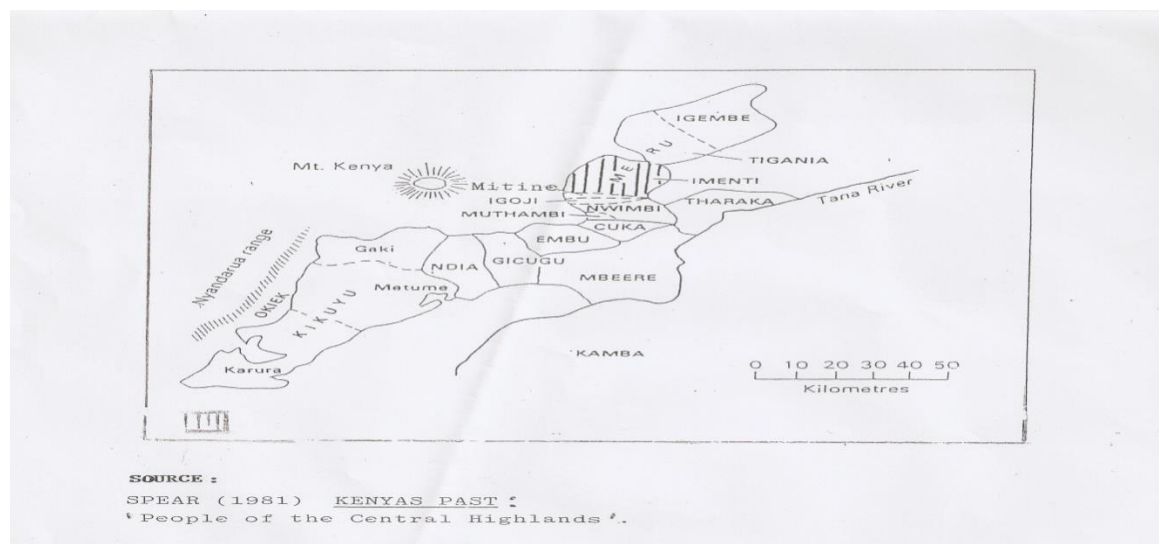 IGEMBE
MERU
TIGANIA
Mt. Kenya
Mitine
IMENTI
IGOJI
NWIMBI
THARAKA
Tana River
MUTHAMBI
CUKA
EMBU
Gaki
NDIA
GICUGU
MBEERE
Nyandarua range
OKIEK
Matume
KIKUYU
KAMBA
Karura
0 10 20 30 40 50
Kilometres
SOURCE :
SPEAR (1981) KENYAS PAST :
'People of the Central Highlands'.